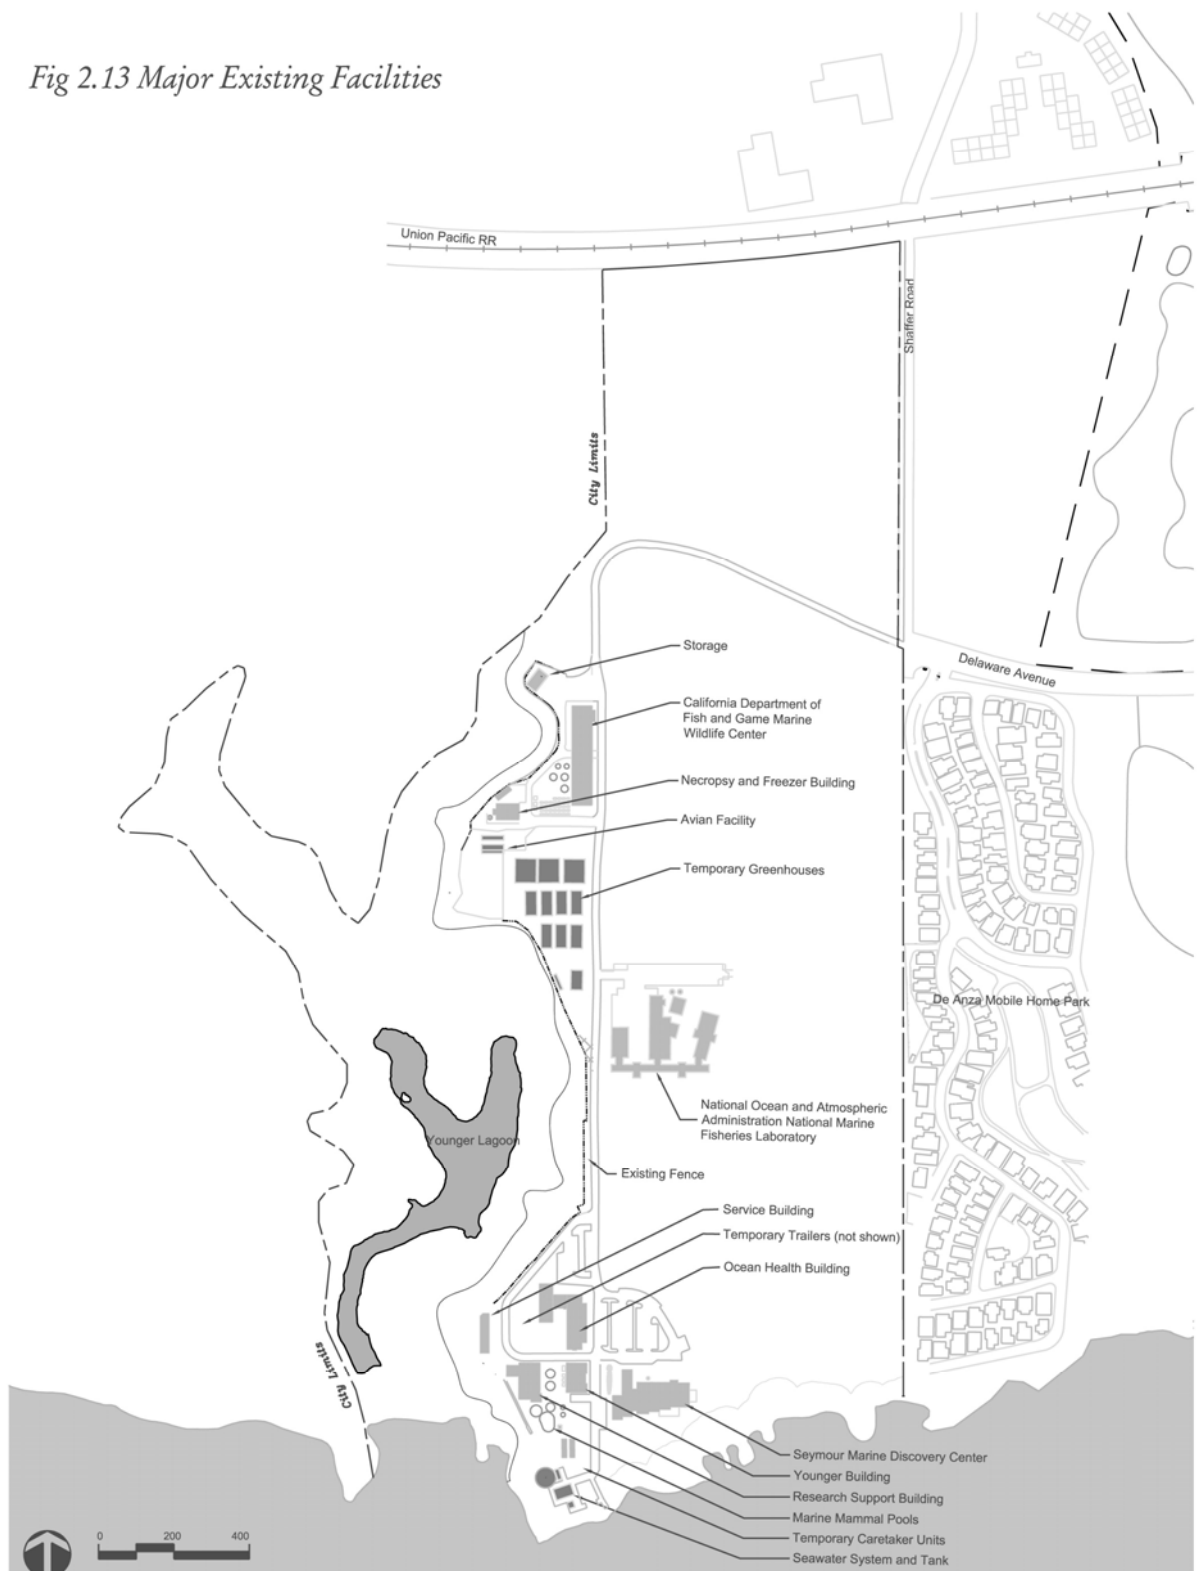 Fig 2.13 Major Existing Facilities
Union Pacific RR
Shaffer Road
City Limits
Storage
Delaware Avenue
California Department of
Fish and Game Marine
Wildlife Center
Necropsy and Freezer Building
Avian Facility
Temporary Greenhouses
De Anza Mobile Home Park
National Ocean and Atmospheric
Administration National Marine
Fisheries Laboratory
Younger Lagoon
Existing Fence
Service Building
Temporary Trailers (not shown)
Ocean Health Building
City Limits
Seymour Marine Discovery Center
Younger Building
Research Support Building
Marine Mammal Pools
Temporary Caretaker Units
Seawater System and Tank
0 200 400